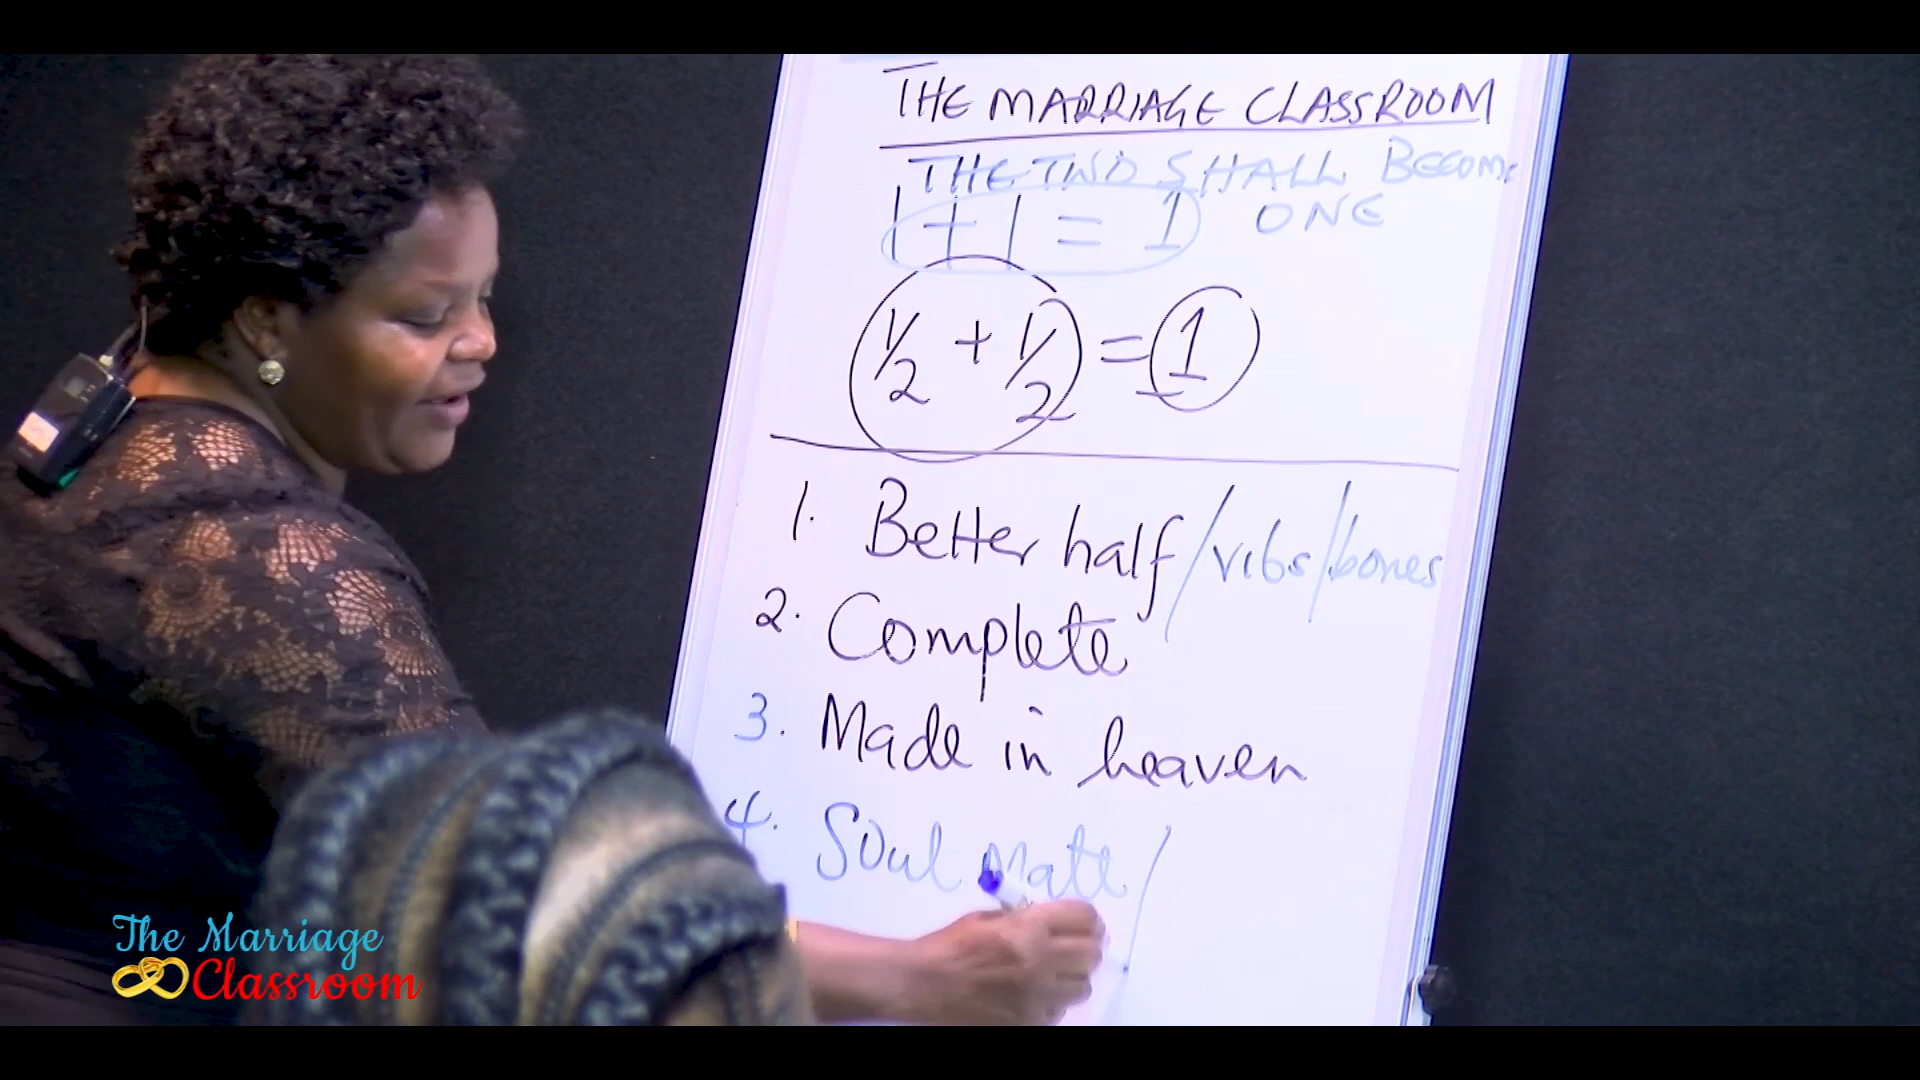 THE MARRIAGE CLASSROOM
THE TWO SHALL BECOME
1 + 1 = 1 ONE
1/2 + 1/2 = 1
1. Better half/ribs/bones
2. Complete
3. Made in heaven
4. Soul Mate/
The Marriage
Classroom